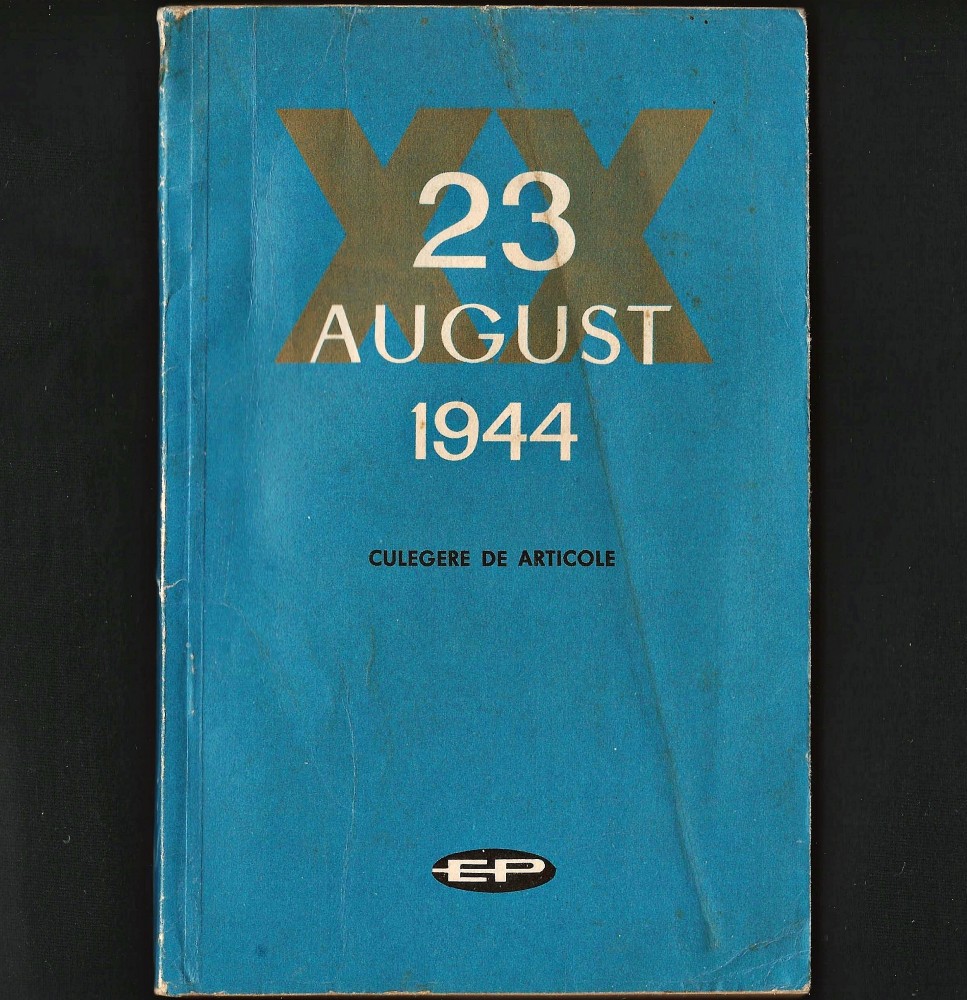 XX
23
AUGUST
1944
CULEGERE DE ARTICOLE
EP